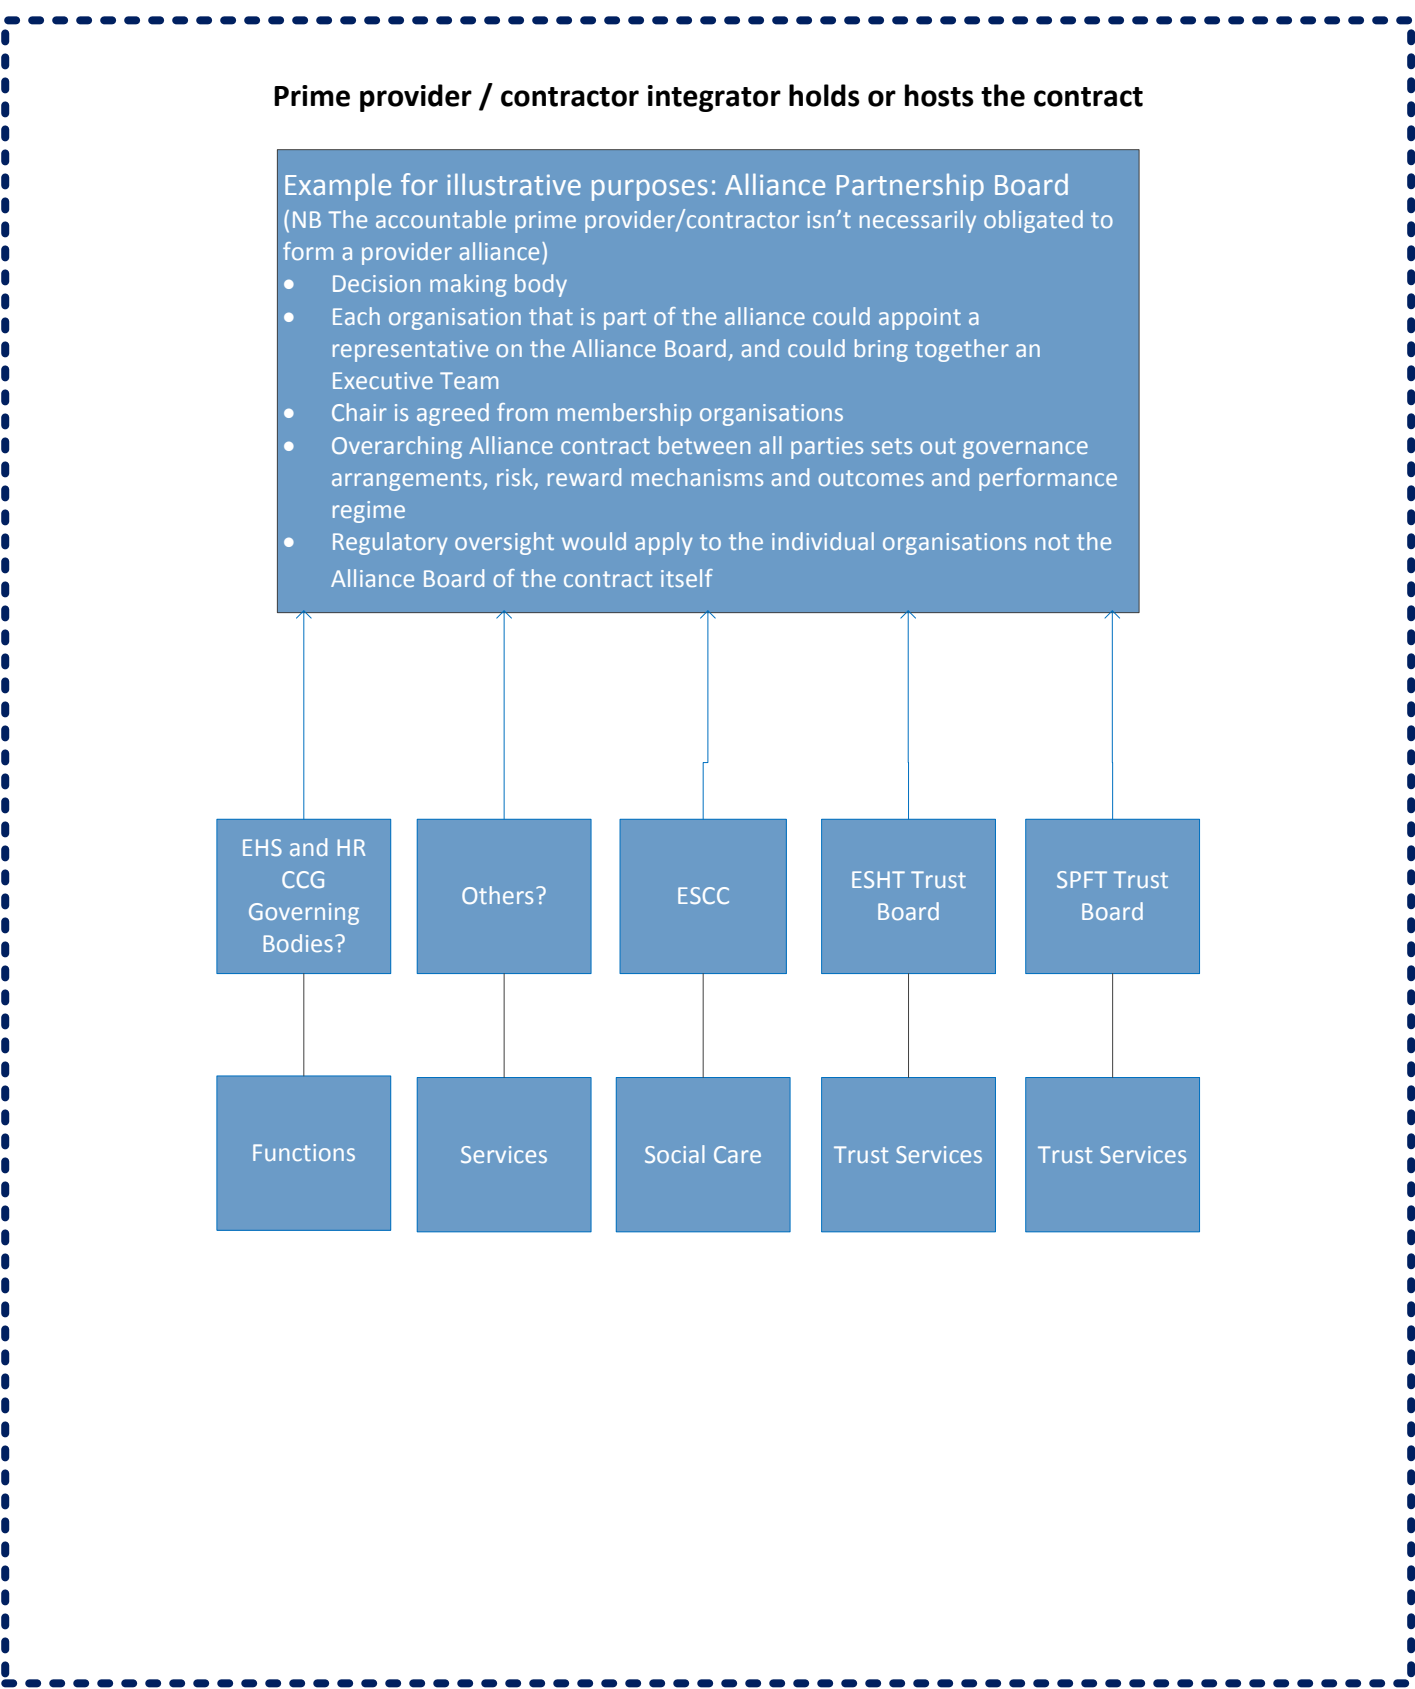 Prime provider / contractor integrator holds or hosts the contract
Example for illustrative purposes: Alliance Partnership Board
(NB The accountable prime provider/contractor isn’t necessarily obligated to
form a provider alliance)
• Decision making body
• Each organisation that is part of the alliance could appoint a
representative on the Alliance Board, and could bring together an
Executive Team
• Chair is agreed from membership organisations
• Overarching Alliance contract between all parties sets out governance
arrangements, risk, reward mechanisms and outcomes and performance
regime
• Regulatory oversight would apply to the individual organisations not the
Alliance Board of the contract itself
EHS and HR
CCG
Governing
Bodies?
Others?
ESCC
ESHT Trust
Board
SPFT Trust
Board
Functions
Services
Social Care
Trust Services
Trust Services